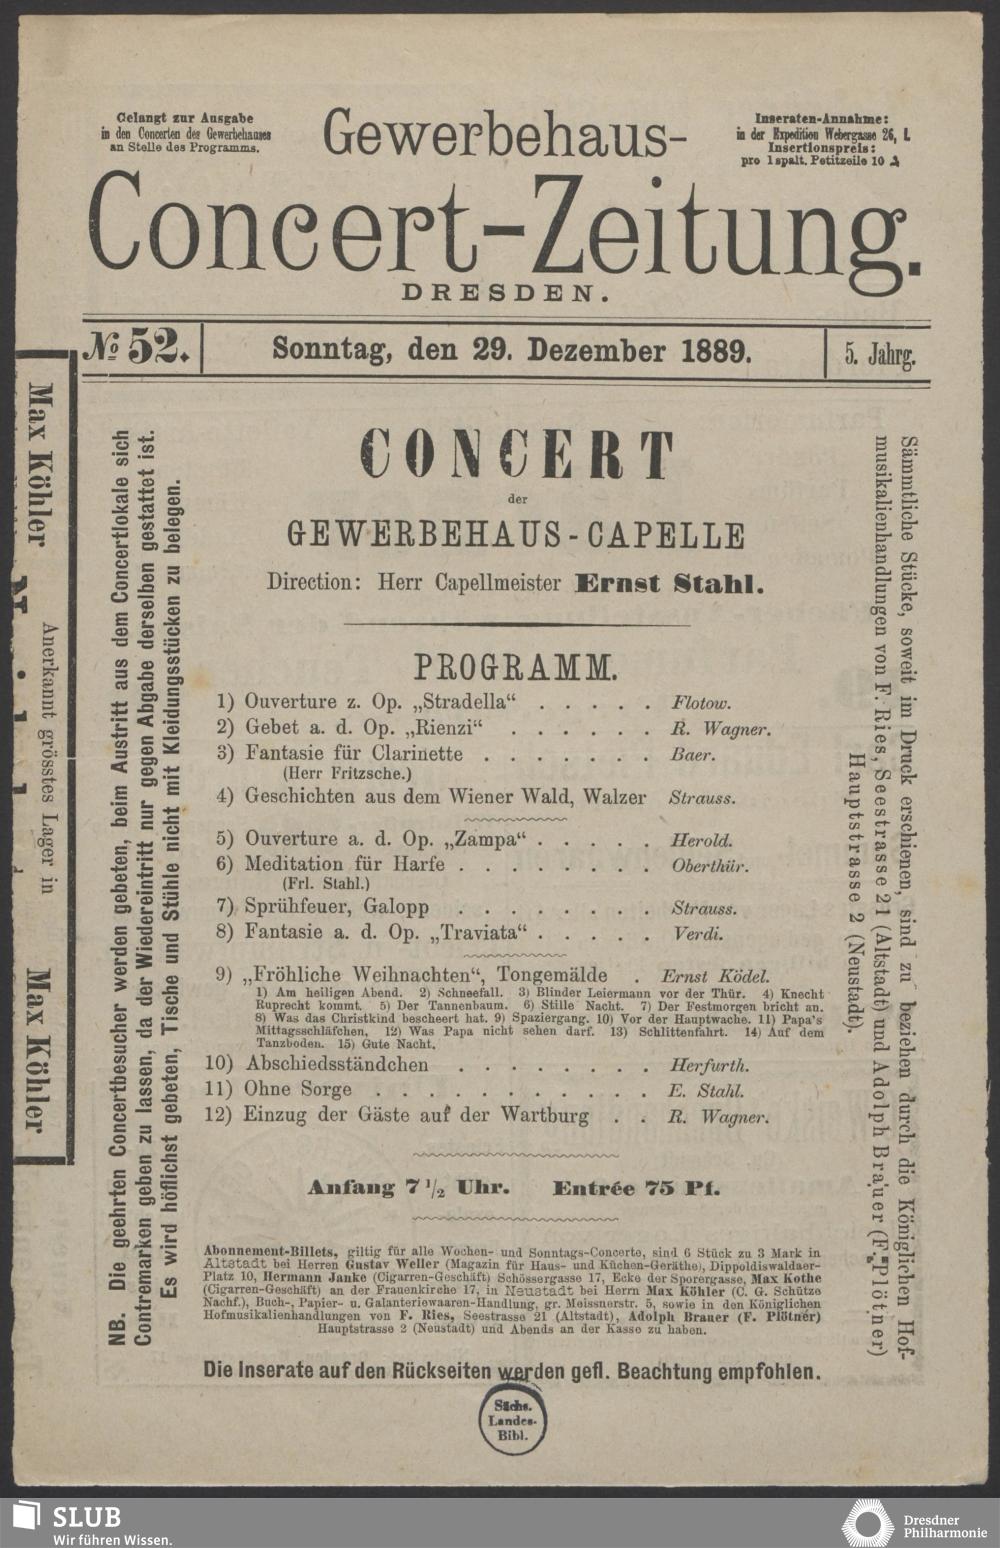 Gelangt zur Ausgabe
in den Concerten des Gewerbehauses
an Stelle des Programms.
Gewerbehaus-
Inseraten-Annahme:
in der Expedition Webergasse 26, I.
Insertionspreis:
pro 1 spalt. Petitzeile 10 ₰
Concert-Zeitung.
DRESDEN.
№ 52.
Sonntag, den 29. Dezember 1889.
5. Jahrg.
Max Köhler
Anerkannt grösstes Lager in
Max Köhler
NB. Die geehrten Concertbesucher werden gebeten, beim Austritt aus dem Concertlokale sich
Contremarken geben zu lassen, da der Wiedereintritt nur gegen Abgabe derselben gestattet ist.
Es wird höflichst gebeten, Tische und Stühle nicht mit Kleidungsstücken zu belegen.
CONCERT
der
GEWERBEHAUS-CAPELLE
Direction: Herr Capellmeister Ernst Stahl.
PROGRAMM.
1) Ouverture z. Op. „Stradella“ . . . . . Flotow.
2) Gebet a. d. Op. „Rienzi“ . . . . . . R. Wagner.
3) Fantasie für Clarinette . . . . . . . Baer.
(Herr Fritzsche.)
4) Geschichten aus dem Wiener Wald, Walzer Strauss.
5) Ouverture a. d. Op. „Zampa“ . . . . . Herold.
6) Meditation für Harfe . . . . . . . . Oberthür.
(Frl. Stahl.)
7) Sprühfeuer, Galopp . . . . . . . . Strauss.
8) Fantasie a. d. Op. „Traviata“ . . . . . Verdi.
9) „Fröhliche Weihnachten“, Tongemälde . Ernst Ködel.
1) Am heiligen Abend. 2) Schneefall. 3) Blinder Leiermann vor der Thür. 4) Knecht
Ruprecht kommt. 5) Der Tannenbaum. 6) Stille Nacht. 7) Der Festmorgen bricht an.
8) Was das Christkind bescheert hat. 9) Spaziergang. 10) Vor der Hauptwache. 11) Papa's
Mittagsschläfchen. 12) Was Papa nicht sehen darf. 13) Schlittenfahrt. 14) Auf dem
Tanzboden. 15) Gute Nacht.
10) Abschiedsständchen . . . . . . . . Herfurth.
11) Ohne Sorge . . . . . . . . . . . E. Stahl.
12) Einzug der Gäste auf der Wartburg . . R. Wagner.
Anfang 7 1/2 Uhr. Entrée 75 Pf.
Abonnement-Billets, giltig für alle Wochen- und Sonntags-Concerte, sind 6 Stück zu 3 Mark in
Altstadt bei Herren Gustav Weller (Magazin für Haus- und Küchen-Geräthe), Dippoldiswaldaer-
Platz 10, Hermann Janke (Cigarren-Geschäft) Schössergasse 17, Ecke der Sporergasse, Max Kothe
(Cigarren-Geschäft) an der Frauenkirche 17, in Neustadt bei Herrn Max Köhler (C. G. Schütze
Nachf.), Buch-, Papier- u. Galanteriewaaren-Handlung, gr. Meissnerstr. 5, sowie in den Königlichen
Hofmusikalienhandlungen von F. Ries, Seestrasse 21 (Altstadt), Adolph Brauer (F. Plötner)
Hauptstrasse 2 (Neustadt) und Abends an der Kasse zu haben.
Sämmtliche Stücke, soweit im Druck erschienen, sind zu beziehen durch die Königlichen Hof-
musikalienhandlungen von F. Ries, Seestrasse 21 (Altstadt) und Adolph Brauer (F. Plötner)
Hauptstrasse 2 (Neustadt).
Die Inserate auf den Rückseiten werden gefl. Beachtung empfohlen.
Sächs.
Landes-
Bibl.
SLUB
Wir führen Wissen.
Dresdner
Philharmonie